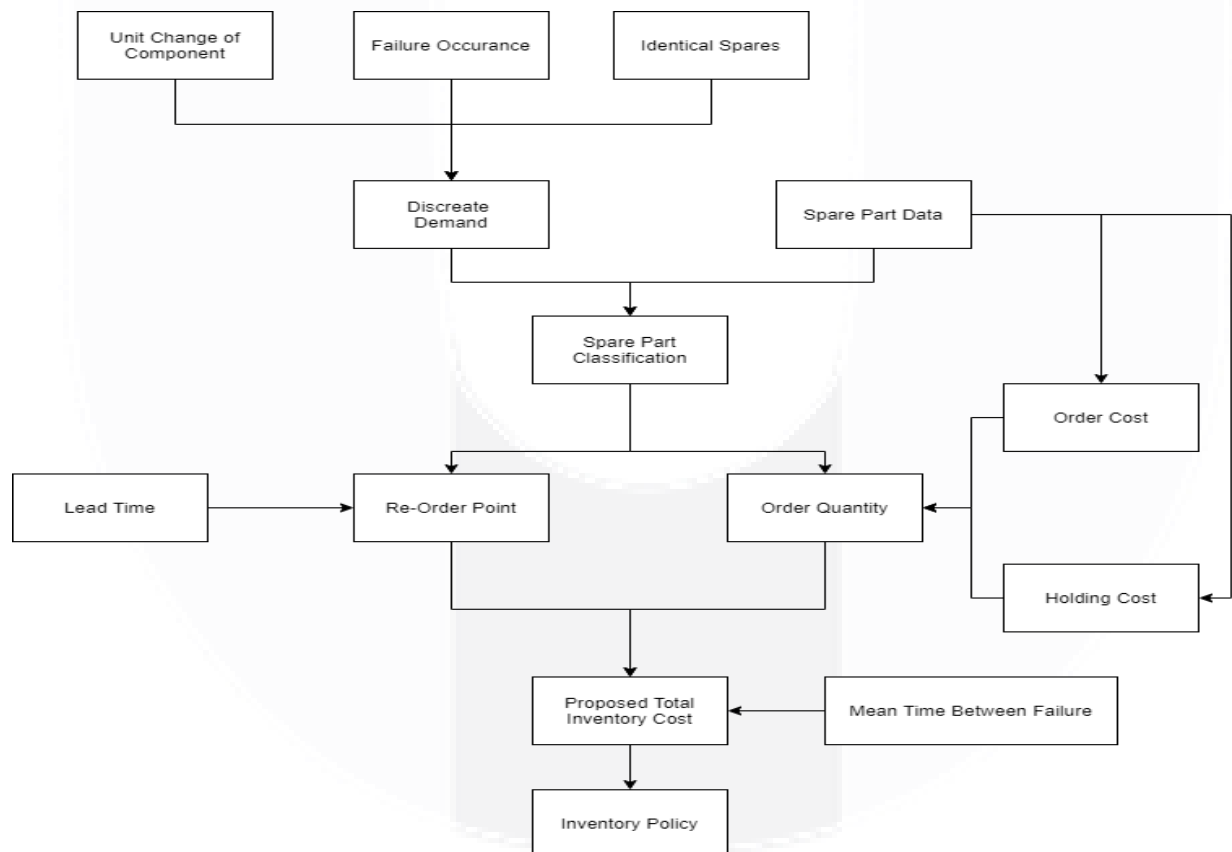 Unit Change of
Component
Failure Occurance
Identical Spares
Discreate
Demand
Spare Part Data
Spare Part
Classification
Order Cost
Lead Time
Re-Order Point
Order Quantity
Holding Cost
Proposed Total
Inventory Cost
Mean Time Between Failure
Inventory Policy